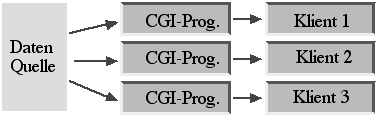 Daten
Quelle
CGI-Prog.
Klient 1
CGI-Prog.
Klient 2
CGI-Prog.
Klient 3